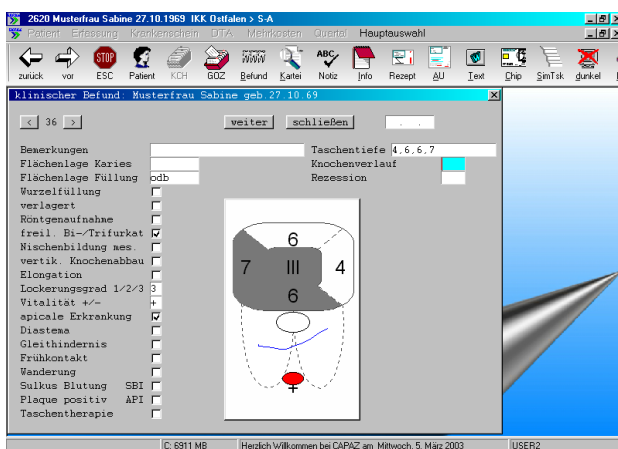 2620 Musterfrau Sabine 27.10.1969 IKK Ostfalen > S-A
Patient Erfassung Krankenschein DTA Mehrkosten Quartal Hauptauswahl
STOP ABC
zurück vor ESC Patient KCH GOZ Befund Kartei Notiz Info Rezept AU Text Chip SimTsk dunkel
klinischer Befund: Musterfrau Sabine geb.27.10.69
< 36 > weiter schließen . .
Bemerkungen Taschentiefe 4,6,6,7
Flächenlage Karies Knochenverlauf
Flächenlage Füllung odb Rezession
Wurzelfüllung
verlagert
Röntgenaufnahme
freil. Bi-/Trifurkat
Nischenbildung mes.
vertik. Knochenabbau
Elongation
Lockerungsgrad 1/2/3 3
Vitalität +/- +
apicale Erkrankung
Diastema
Gleithindernis
Frühkontakt
Wanderung
Sulkus Blutung SBI
Plaque positiv API
Taschentherapie
6
7 III 4
6
+
C: 6911 MB Herzlich Willkommen bei CAPAZ am Mittwoch, 5. März 2003 USER2